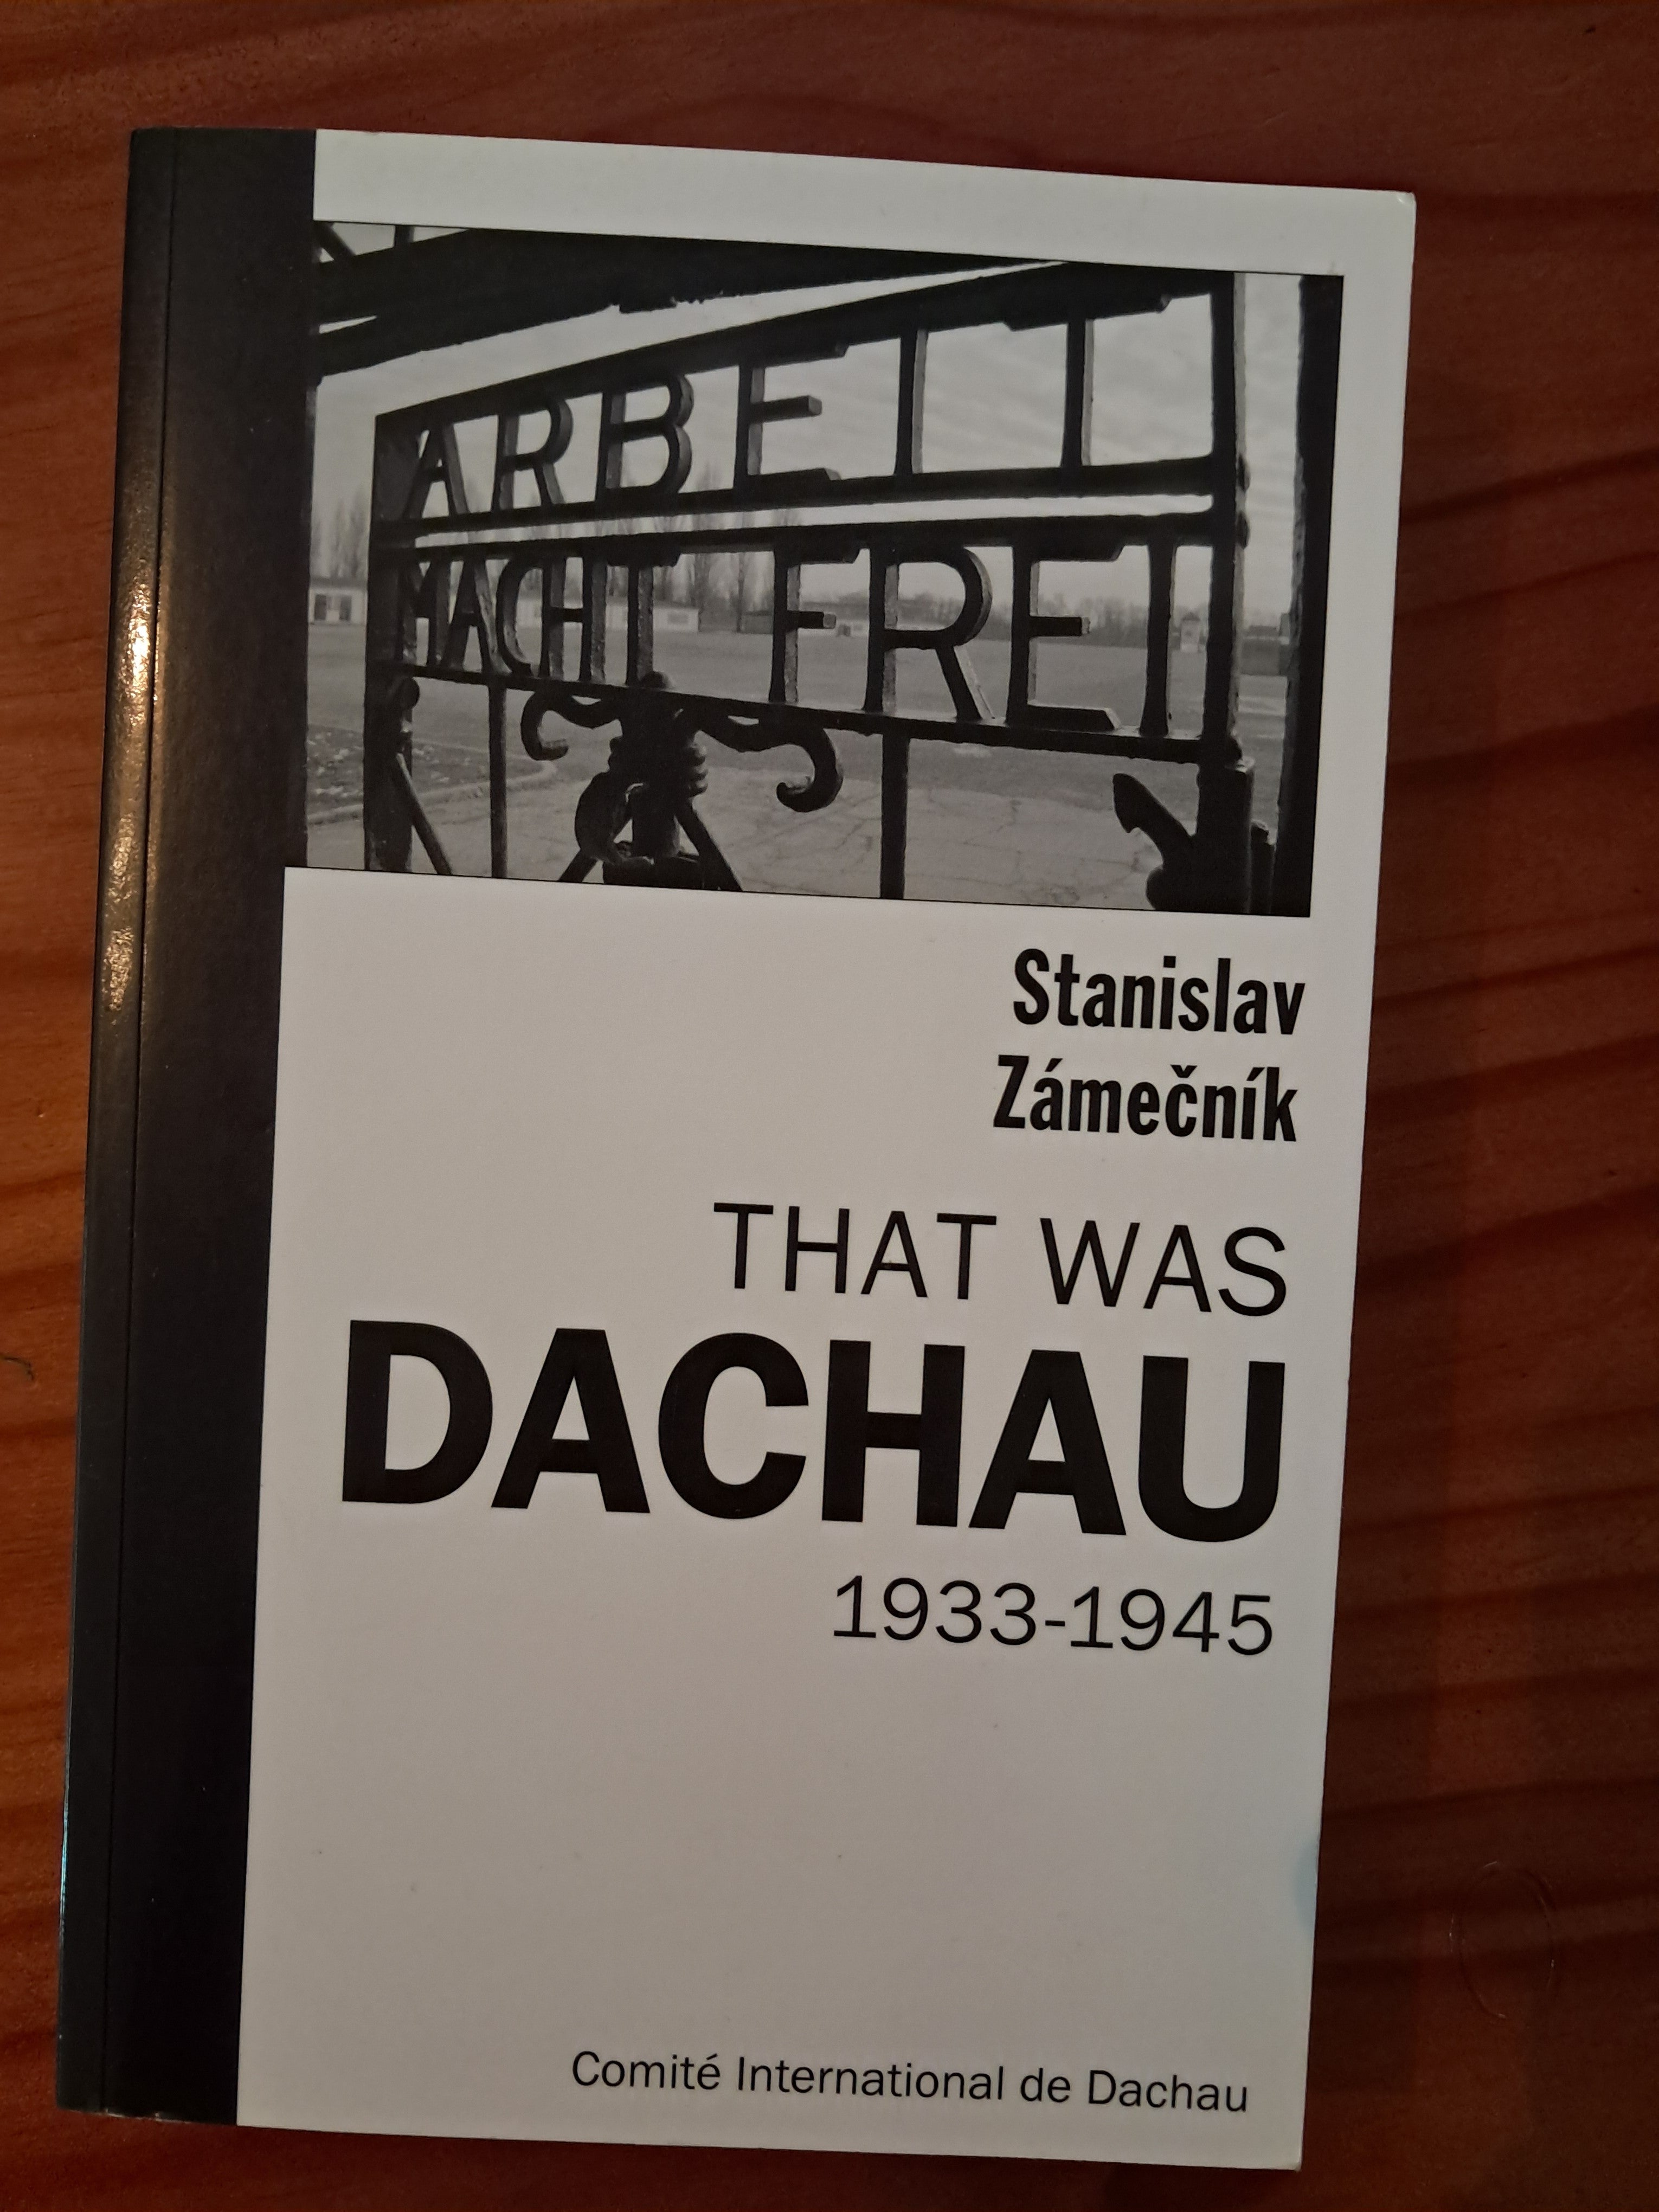 ARBEIT
MACHT FREI
Stanislav
Zámečník
THAT WAS
DACHAU
1933-1945
Comité International de Dachau